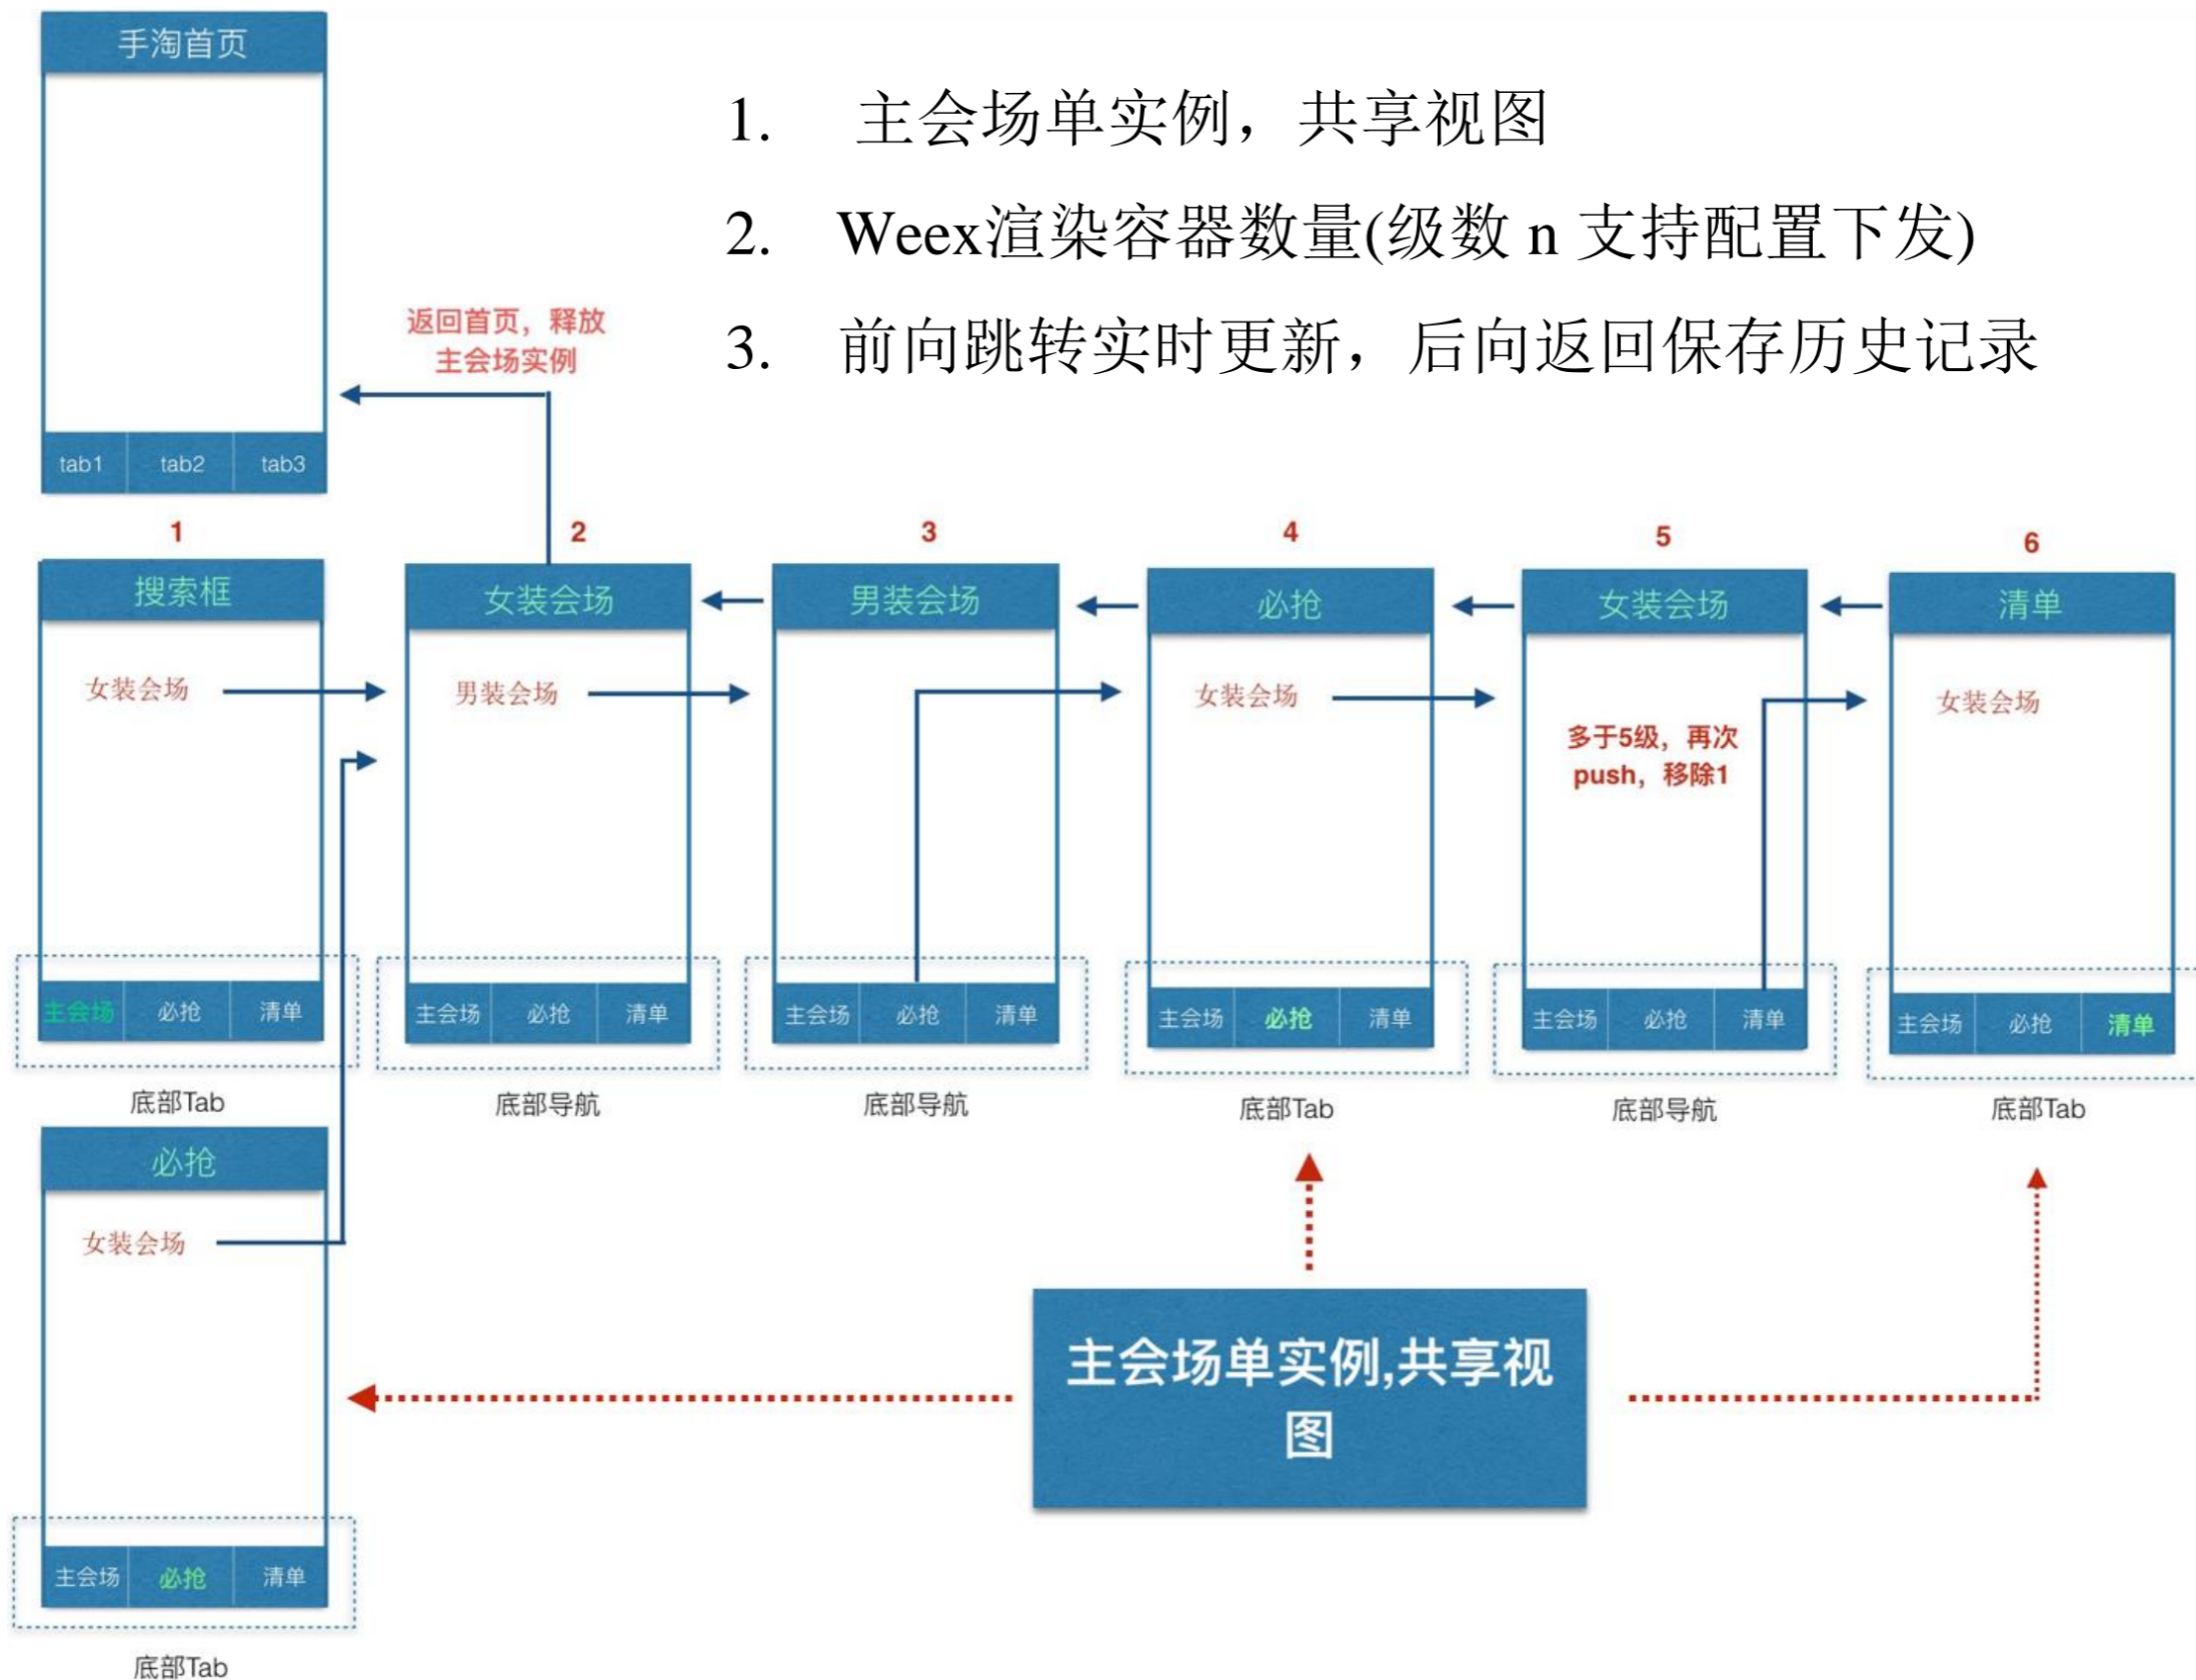 手淘首页
1. 主会场单实例，共享视图
2. Weex渲染容器数量(级数 n 支持配置下发)
3. 前向跳转实时更新，后向返回保存历史记录
返回首页，释放
主会场实例
tab1 tab2 tab3
1 2 3 4 5 6
搜索框 女装会场 男装会场 必抢 女装会场 清单
女装会场 男装会场 女装会场 女装会场
多于5级，再次
push，移除1
主会场 必抢 清单 主会场 必抢 清单 主会场 必抢 清单 主会场 必抢 清单 主会场 必抢 清单 主会场 必抢 清单
底部Tab 底部导航 底部导航 底部Tab 底部导航 底部Tab
必抢
女装会场
主会场单实例,共享视
图
主会场 必抢 清单
底部Tab